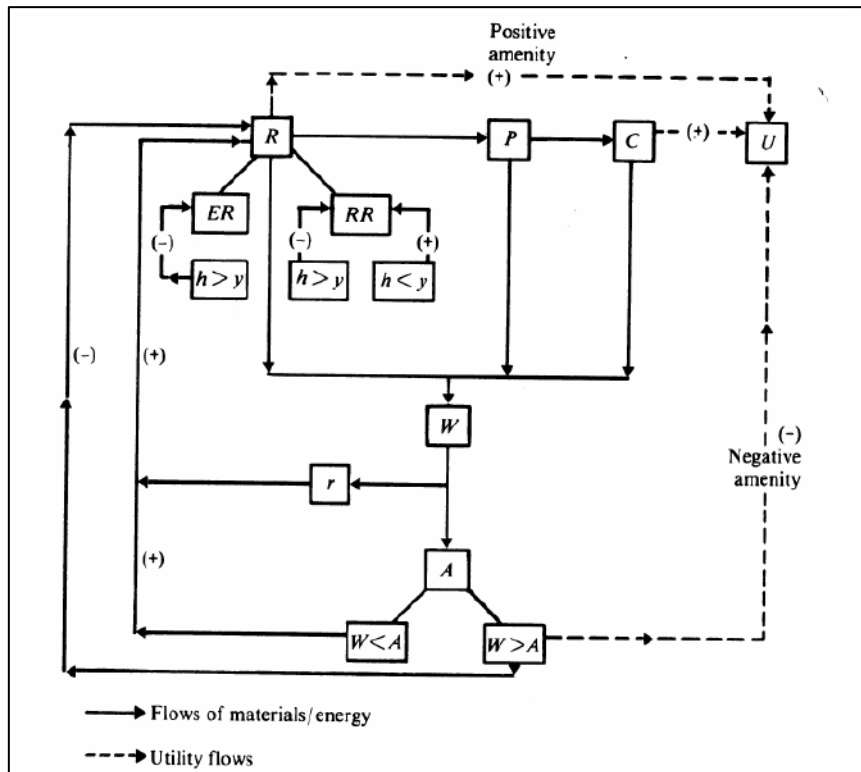 Positive
amenity
(+)
R
P
C
(+)
U
ER
RR
(-)
(-)
(+)
h > y
h > y
h < y
(-)
(+)
W
(-)
Negative
amenity
r
(+)
A
W < A
W > A
Flows of materials/energy
Utility flows